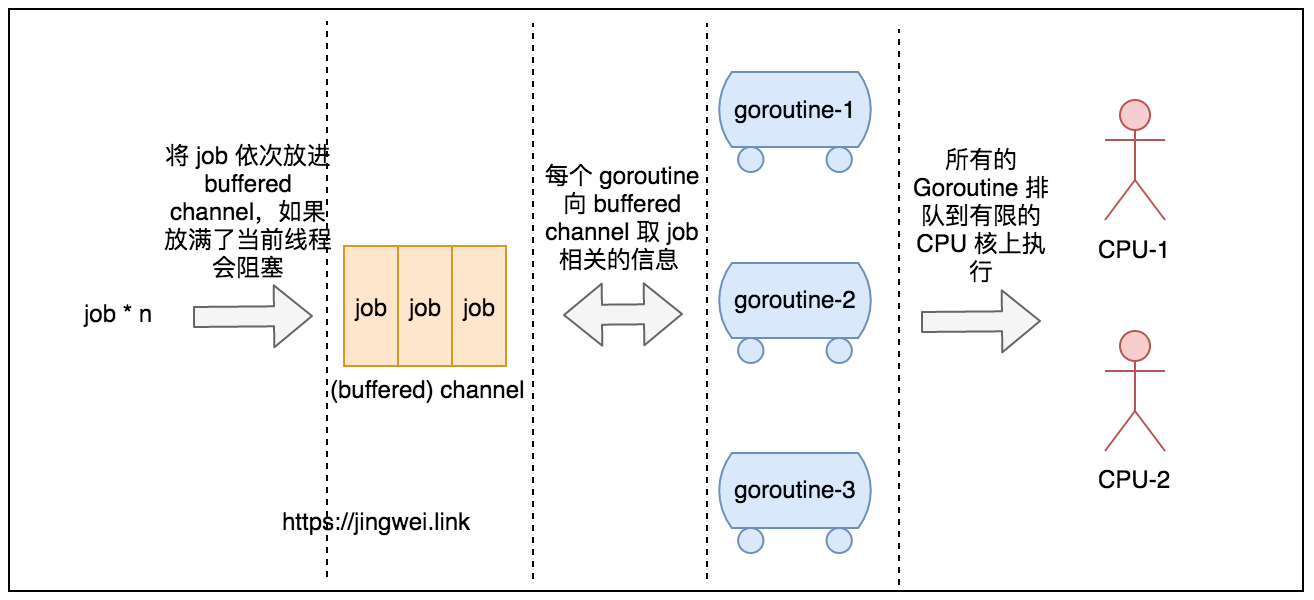 将 job 依次放进
buffered
channel，如果
放满了当前线程
会阻塞
job * n
job
job
job
(buffered) channel
https://jingwei.link
每个 goroutine
向 buffered
channel 取 job
相关的信息
goroutine-1
goroutine-2
goroutine-3
所有的
Goroutine 排
队到有限的
CPU 核上执
行
CPU-1
CPU-2